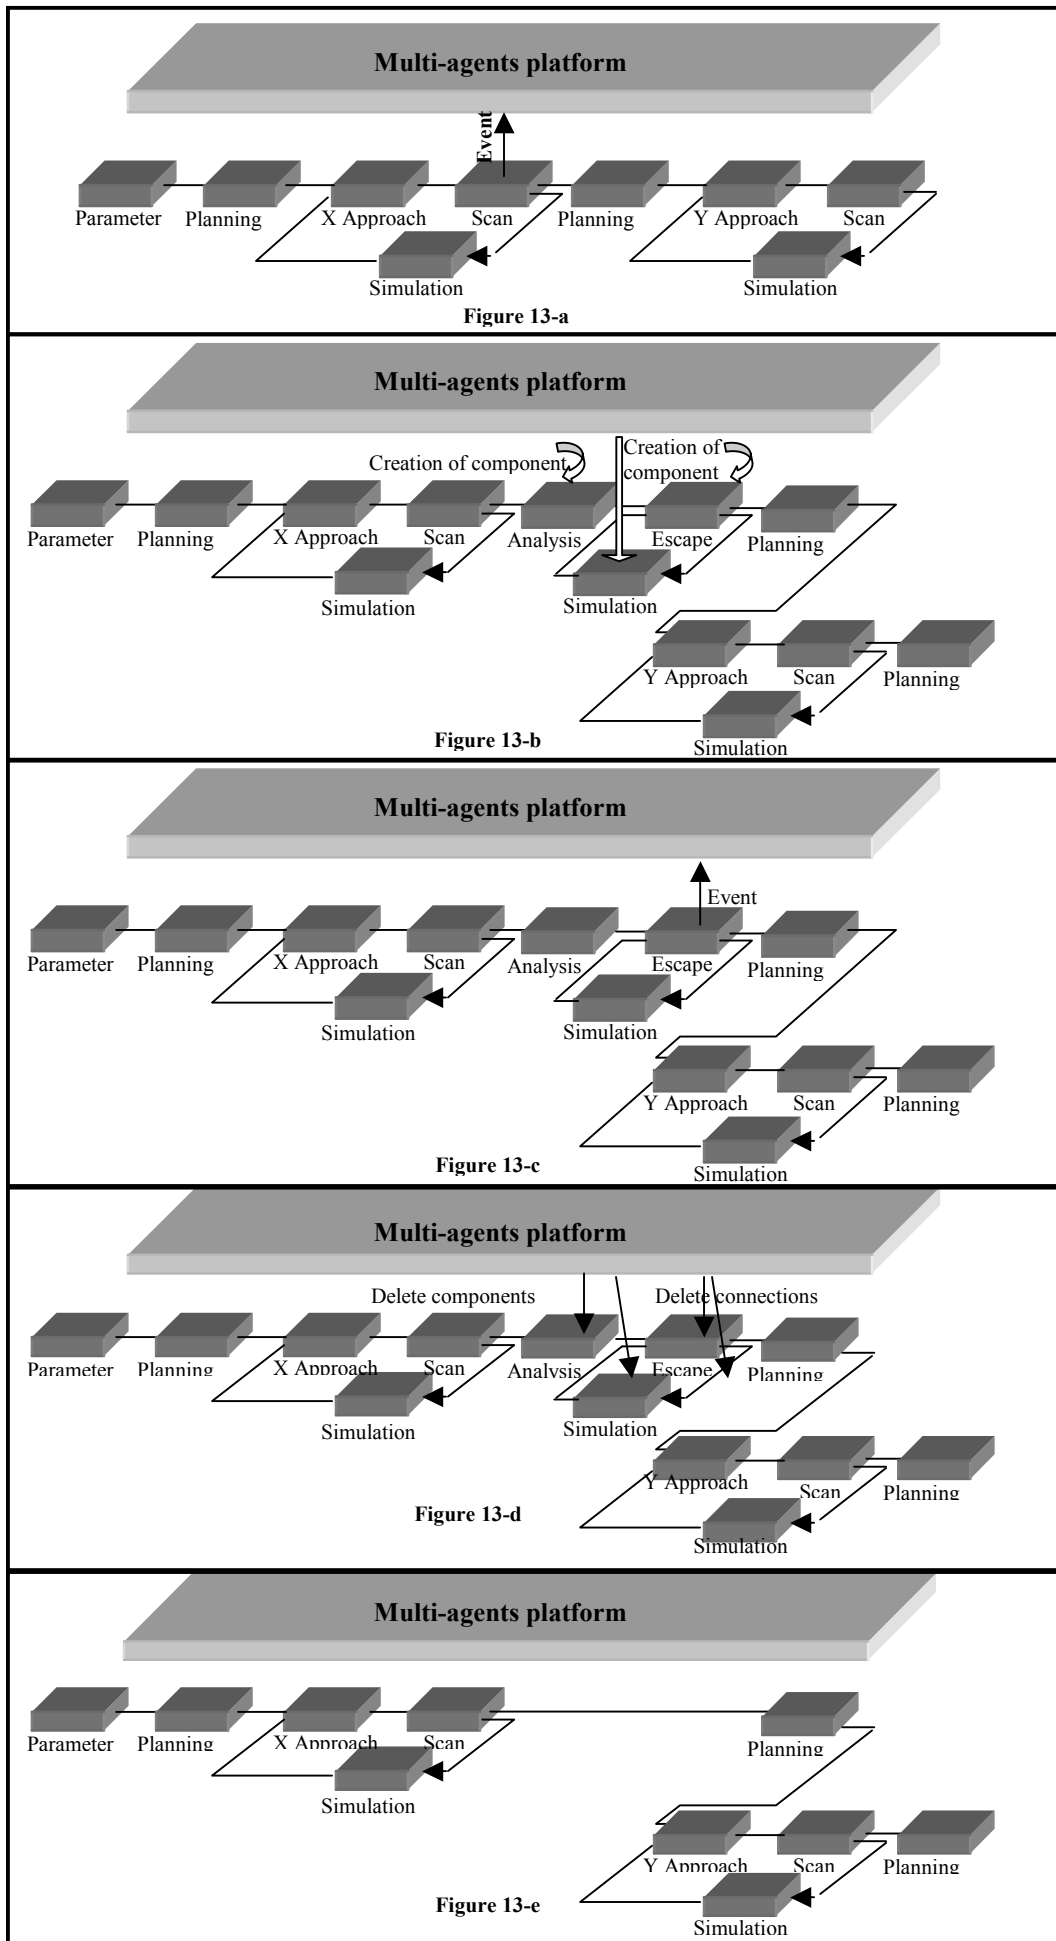 Multi-agents platform
Event
Parameter
Planning
X Approach
Scan
Planning
Y Approach
Scan
Simulation
Simulation
Figure 13-a
Multi-agents platform
Creation of component
Creation of
component
Parameter
Planning
X Approach
Scan
Analysis
Escape
Planning
Simulation
Simulation
Y Approach
Scan
Planning
Simulation
Figure 13-b
Multi-agents platform
Event
Parameter
Planning
X Approach
Scan
Analysis
Escape
Planning
Simulation
Simulation
Y Approach
Scan
Planning
Simulation
Figure 13-c
Multi-agents platform
Delete components
Delete connections
Parameter
Planning
X Approach
Scan
Analysis
Escape
Planning
Simulation
Simulation
Y Approach
Scan
Planning
Simulation
Figure 13-d
Multi-agents platform
Parameter
Planning
X Approach
Scan
Planning
Simulation
Y Approach
Scan
Planning
Simulation
Figure 13-e